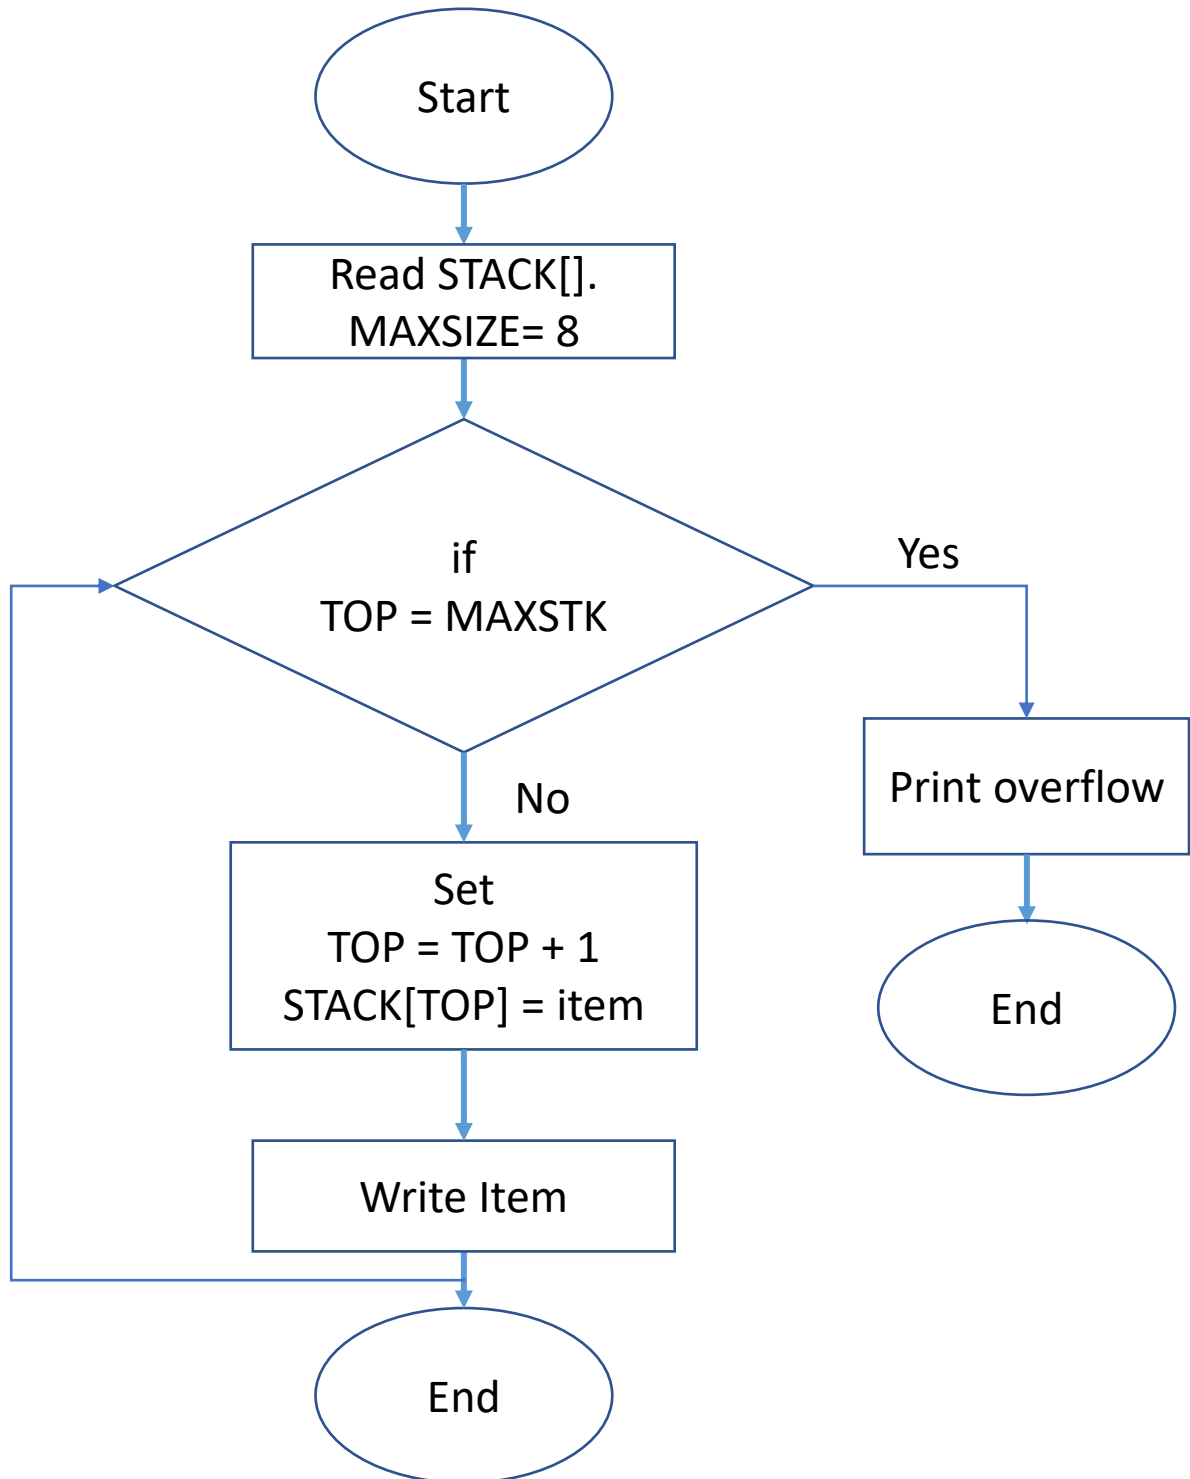 Start
Read STACK[].
MAXSIZE= 8
if
TOP = MAXSTK
Yes
No
Print overflow
Set
TOP = TOP + 1
STACK[TOP] = item
End
Write Item
End